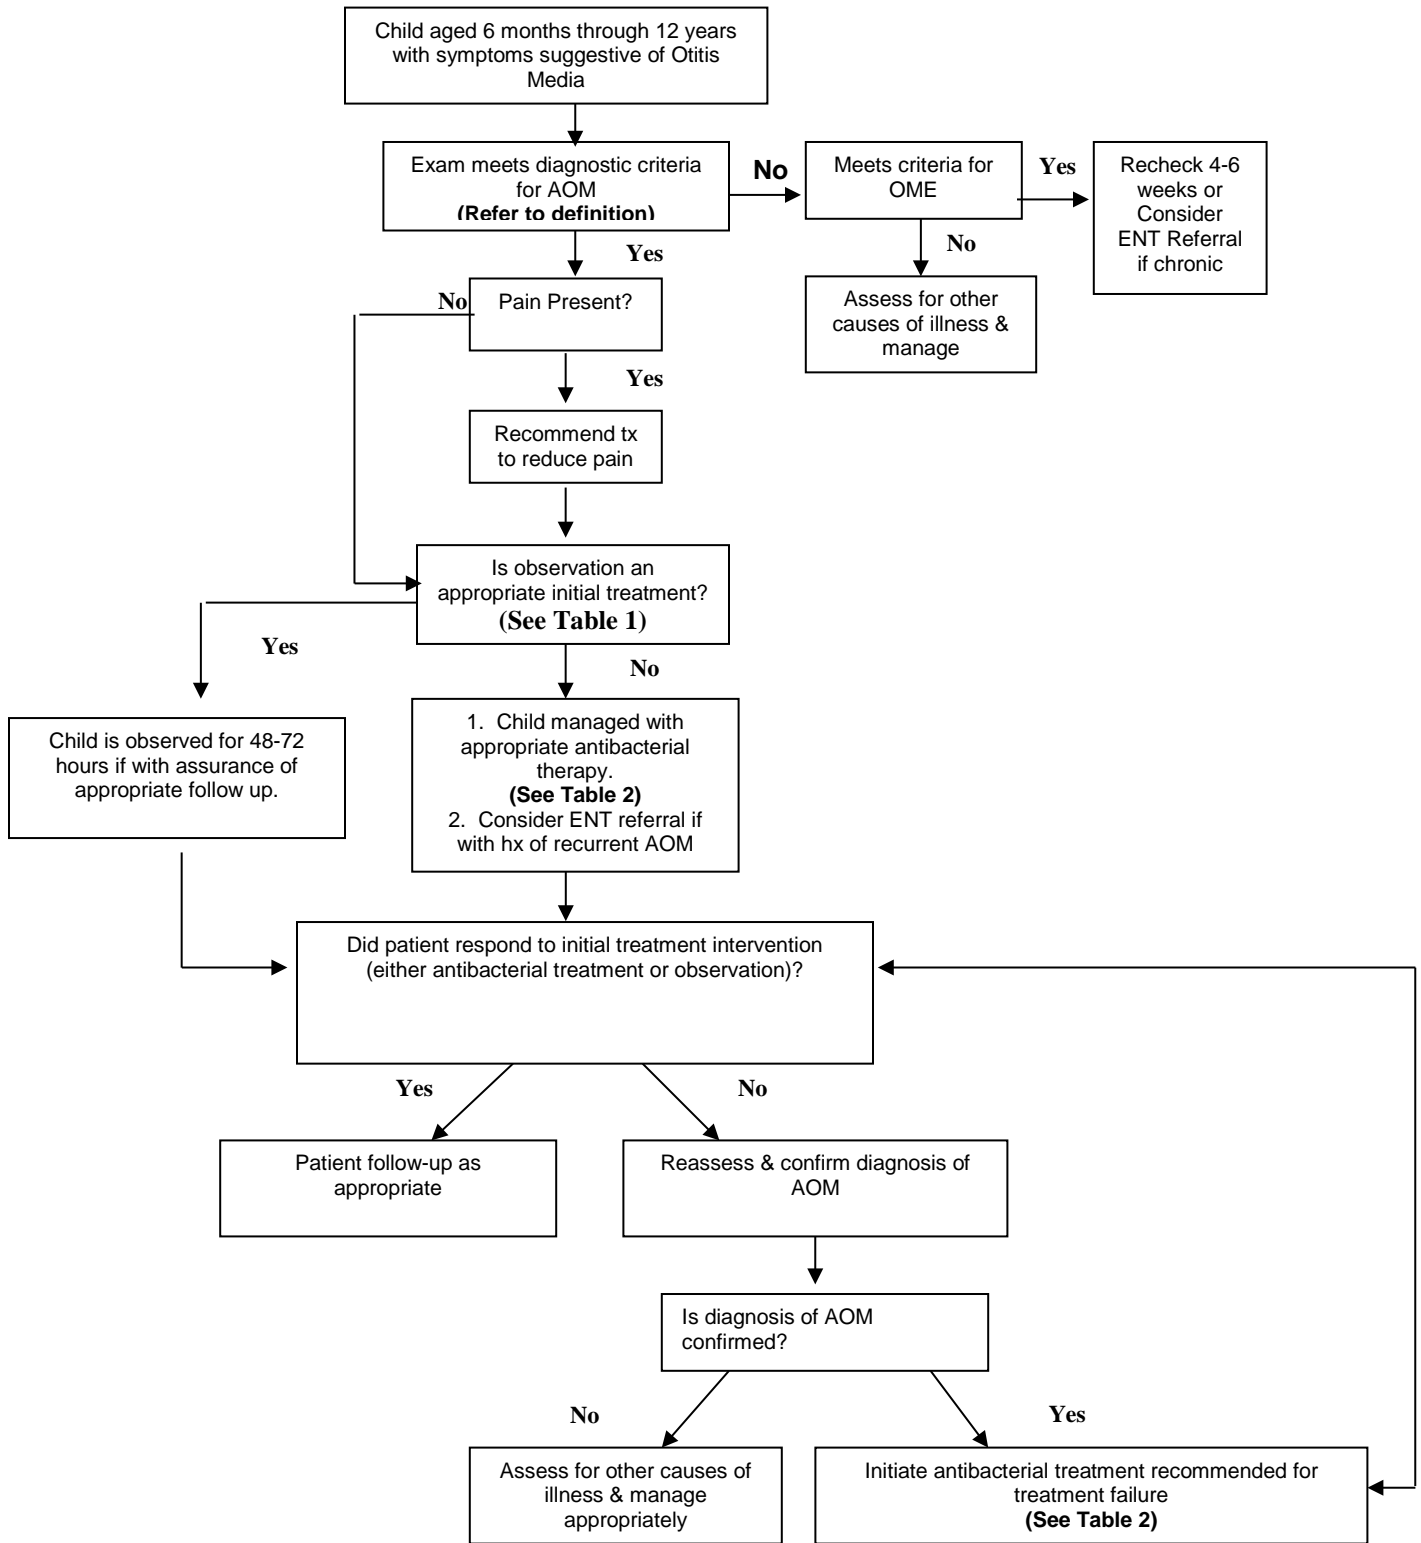 Child aged 6 months through 12 years
with symptoms suggestive of Otitis
Media
Exam meets diagnostic criteria
for AOM
(Refer to definition)
No
Meets criteria for
OME
Yes
Recheck 4-6
weeks or
Consider
ENT Referral
if chronic
Yes
No
Assess for other
causes of illness &
manage
No
Pain Present?
Yes
Recommend tx
to reduce pain
Is observation an
appropriate initial treatment?
(See Table 1)
Yes
No
Child is observed for 48-72
hours if with assurance of
appropriate follow up.
1. Child managed with
appropriate antibacterial
therapy.
(See Table 2)
2. Consider ENT referral if
with hx of recurrent AOM
Did patient respond to initial treatment intervention
(either antibacterial treatment or observation)?
Yes
No
Patient follow-up as
appropriate
Reassess & confirm diagnosis of
AOM
Is diagnosis of AOM
confirmed?
No
Yes
Assess for other causes of
illness & manage
appropriately
Initiate antibacterial treatment recommended for
treatment failure
(See Table 2)